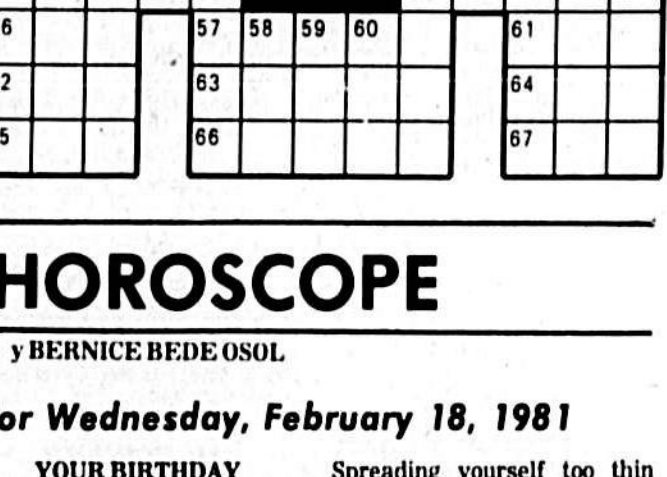 6 57 58 59 60 61
2 63 64
5 66 67
HOROSCOPE
y BERNICE BEDE OSOL
or Wednesday, February 18, 1981
YOUR BIRTHDAY Spreading yourself too thin